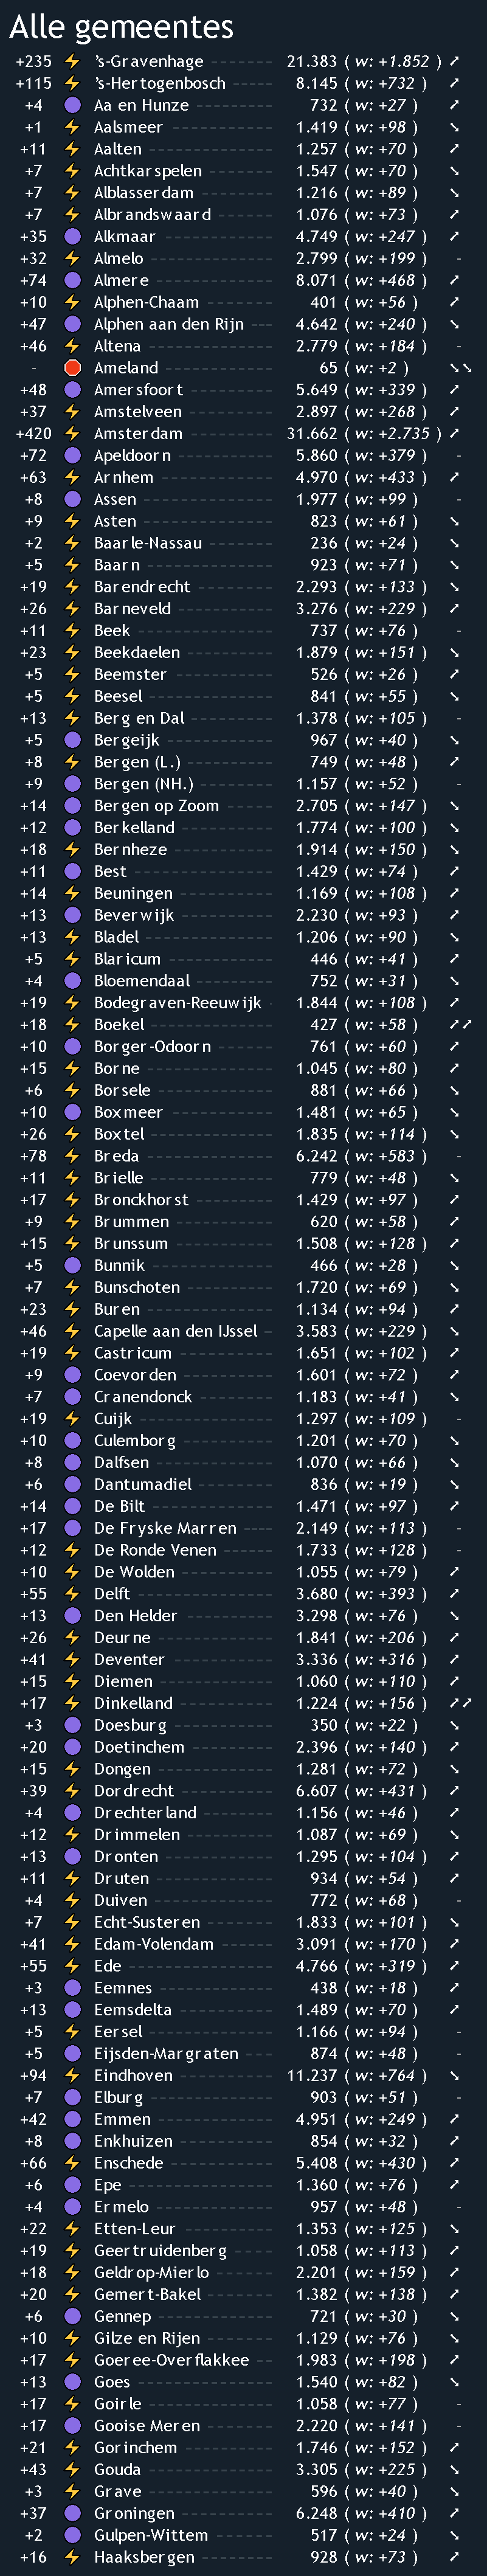 Alle gemeentes
+235 ⚡ 's-Gravenhage 21.383 ( w: +1.852 ) ➚
+115 ⚡ 's-Hertogenbosch 8.145 ( w: +732 ) ➚
+4 🟣 Aa en Hunze 732 ( w: +27 ) ➚
+1 ⚡ Aalsmeer 1.419 ( w: +98 ) ➘
+11 ⚡ Aalten 1.257 ( w: +70 ) ➚
+7 ⚡ Achtkarspelen 1.547 ( w: +70 ) ➘
+7 ⚡ Alblasserdam 1.216 ( w: +89 ) ➘
+7 ⚡ Albrandswaard 1.076 ( w: +73 ) ➚
+35 🟣 Alkmaar 4.749 ( w: +247 ) ➚
+32 ⚡ Almelo 2.799 ( w: +199 ) -
+74 🟣 Almere 8.071 ( w: +468 ) ➚
+10 ⚡ Alphen-Chaam 401 ( w: +56 ) ➚
+47 🟣 Alphen aan den Rijn 4.642 ( w: +240 ) ➘
+46 ⚡ Altena 2.779 ( w: +184 ) -
- 🛑 Ameland 65 ( w: +2 ) ➘➘
+48 🟣 Amersfoort 5.649 ( w: +339 ) ➚
+37 ⚡ Amstelveen 2.897 ( w: +268 ) ➚
+420 ⚡ Amsterdam 31.662 ( w: +2.735 ) ➚
+72 🟣 Apeldoorn 5.860 ( w: +379 ) -
+63 ⚡ Arnhem 4.970 ( w: +433 ) ➚
+8 🟣 Assen 1.977 ( w: +99 ) -
+9 ⚡ Asten 823 ( w: +61 ) ➘
+2 ⚡ Baarle-Nassau 236 ( w: +24 ) ➘
+5 ⚡ Baarn 923 ( w: +71 ) ➘
+19 ⚡ Barendrecht 2.293 ( w: +133 ) ➘
+26 ⚡ Barneveld 3.276 ( w: +229 ) ➚
+11 ⚡ Beek 737 ( w: +76 ) -
+23 ⚡ Beekdaelen 1.879 ( w: +151 ) ➘
+5 ⚡ Beemster 526 ( w: +26 ) ➚
+5 ⚡ Beesel 841 ( w: +55 ) ➘
+13 ⚡ Berg en Dal 1.378 ( w: +105 ) -
+5 🟣 Bergeijk 967 ( w: +40 ) ➘
+8 ⚡ Bergen (L.) 749 ( w: +48 ) ➚
+9 🟣 Bergen (NH.) 1.157 ( w: +52 ) -
+14 🟣 Bergen op Zoom 2.705 ( w: +147 ) ➘
+12 🟣 Berkelland 1.774 ( w: +100 ) ➘
+18 ⚡ Bernheze 1.914 ( w: +150 ) ➘
+11 🟣 Best 1.429 ( w: +74 ) ➚
+14 ⚡ Beuningen 1.169 ( w: +108 ) ➚
+13 🟣 Beverwijk 2.230 ( w: +93 ) ➚
+13 ⚡ Bladel 1.206 ( w: +90 ) ➘
+5 ⚡ Blaricum 446 ( w: +41 ) ➚
+4 🟣 Bloemendaal 752 ( w: +31 ) ➘
+19 ⚡ Bodegraven-Reeuwijk 1.844 ( w: +108 ) ➚
+18 ⚡ Boekel 427 ( w: +58 ) ➚➚
+10 🟣 Borger-Odoorn 761 ( w: +60 ) ➚
+15 ⚡ Borne 1.045 ( w: +80 ) ➚
+6 ⚡ Borsele 881 ( w: +66 ) ➘
+10 🟣 Boxmeer 1.481 ( w: +65 ) ➘
+26 ⚡ Boxtel 1.835 ( w: +114 ) ➘
+78 ⚡ Breda 6.242 ( w: +583 ) -
+11 ⚡ Brielle 779 ( w: +48 ) ➘
+17 ⚡ Bronckhorst 1.429 ( w: +97 ) ➚
+9 ⚡ Brummen 620 ( w: +58 ) ➚
+15 ⚡ Brunssum 1.508 ( w: +128 ) ➚
+5 🟣 Bunnik 466 ( w: +28 ) ➘
+7 ⚡ Bunschoten 1.720 ( w: +69 ) ➘
+23 ⚡ Buren 1.134 ( w: +94 ) ➚
+46 ⚡ Capelle aan den IJssel 3.583 ( w: +229 ) ➘
+19 ⚡ Castricum 1.651 ( w: +102 ) ➚
+9 🟣 Coevorden 1.601 ( w: +72 ) ➚
+7 🟣 Cranendonck 1.183 ( w: +41 ) ➘
+19 ⚡ Cuijk 1.297 ( w: +109 ) -
+10 🟣 Culemborg 1.201 ( w: +70 ) ➘
+8 🟣 Dalfsen 1.070 ( w: +66 ) ➘
+6 🟣 Dantumadiel 836 ( w: +19 ) ➘
+14 🟣 De Bilt 1.471 ( w: +97 ) ➚
+17 🟣 De Fryske Marren 2.149 ( w: +113 ) -
+12 ⚡ De Ronde Venen 1.733 ( w: +128 ) -
+10 ⚡ De Wolden 1.055 ( w: +79 ) ➚
+55 ⚡ Delft 3.680 ( w: +393 ) ➚
+13 🟣 Den Helder 3.298 ( w: +76 ) ➘
+26 ⚡ Deurne 1.841 ( w: +206 ) ➚
+41 ⚡ Deventer 3.336 ( w: +316 ) ➚
+15 ⚡ Diemen 1.060 ( w: +110 ) ➚
+17 ⚡ Dinkelland 1.224 ( w: +156 ) ➚➚
+3 🟣 Doesburg 350 ( w: +22 ) ➘
+20 🟣 Doetinchem 2.396 ( w: +140 ) ➚
+15 ⚡ Dongen 1.281 ( w: +72 ) ➘
+39 ⚡ Dordrecht 6.607 ( w: +431 ) ➚
+4 🟣 Drechterland 1.156 ( w: +46 ) ➚
+12 ⚡ Drimmelen 1.087 ( w: +69 ) ➘
+13 🟣 Dronten 1.295 ( w: +104 ) ➚
+11 ⚡ Druten 934 ( w: +54 ) ➚
+4 ⚡ Duiven 772 ( w: +68 ) -
+7 ⚡ Echt-Susteren 1.833 ( w: +101 ) ➘
+41 ⚡ Edam-Volendam 3.091 ( w: +170 ) ➚
+55 ⚡ Ede 4.766 ( w: +319 ) ➚
+3 🟣 Eemnes 438 ( w: +18 ) ➚
+13 🟣 Eemsdelta 1.489 ( w: +70 ) ➚
+5 ⚡ Eersel 1.166 ( w: +94 ) -
+5 🟣 Eijsden-Margraten 874 ( w: +48 ) -
+94 ⚡ Eindhoven 11.237 ( w: +764 ) ➘
+7 🟣 Elburg 903 ( w: +51 ) -
+42 🟣 Emmen 4.951 ( w: +249 ) ➚
+8 🟣 Enkhuizen 854 ( w: +32 ) ➚
+66 ⚡ Enschede 5.408 ( w: +430 ) ➚
+6 🟣 Epe 1.360 ( w: +76 ) ➚
+4 🟣 Ermelo 957 ( w: +48 ) -
+22 ⚡ Etten-Leur 1.353 ( w: +125 ) ➘
+19 ⚡ Geertruidenberg 1.058 ( w: +113 ) ➚
+18 ⚡ Geldrop-Mierlo 2.201 ( w: +159 ) ➚
+20 ⚡ Gemert-Bakel 1.382 ( w: +138 ) ➚
+6 🟣 Gennep 721 ( w: +30 ) ➘
+10 ⚡ Gilze en Rijen 1.129 ( w: +76 ) ➘
+17 ⚡ Goeree-Overflakkee 1.983 ( w: +198 ) ➚
+13 🟣 Goes 1.540 ( w: +82 ) ➘
+17 ⚡ Goirle 1.058 ( w: +77 ) -
+17 🟣 Gooise Meren 2.220 ( w: +141 ) -
+21 ⚡ Gorinchem 1.746 ( w: +152 ) ➚
+43 ⚡ Gouda 3.305 ( w: +225 ) ➘
+3 ⚡ Grave 596 ( w: +40 ) ➘
+37 🟣 Groningen 6.248 ( w: +410 ) ➚
+2 🟣 Gulpen-Wittem 517 ( w: +24 ) ➘
+16 ⚡ Haaksbergen 928 ( w: +73 ) ➚